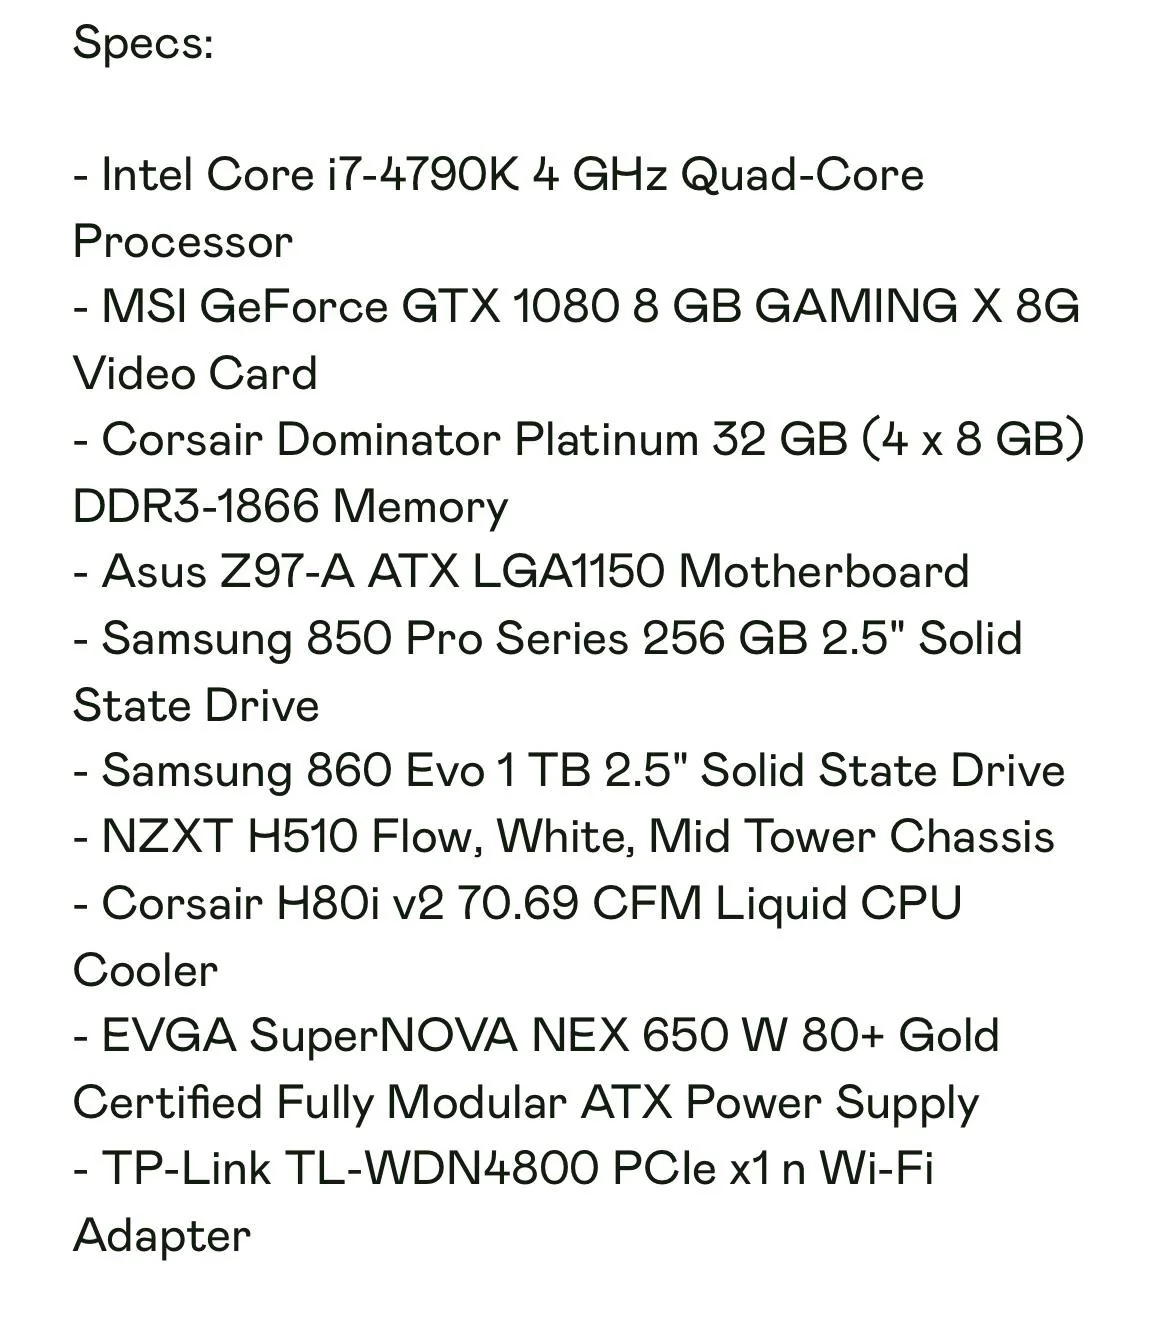 Specs:
- Intel Core i7-4790K 4 GHz Quad-Core
Processor
- MSI GeForce GTX 1080 8 GB GAMING X 8G
Video Card
- Corsair Dominator Platinum 32 GB (4 x 8 GB)
DDR3-1866 Memory
- Asus Z97-A ATX LGA1150 Motherboard
- Samsung 850 Pro Series 256 GB 2.5" Solid
State Drive
- Samsung 860 Evo 1 TB 2.5" Solid State Drive
- NZXT H510 Flow, White, Mid Tower Chassis
- Corsair H80i v2 70.69 CFM Liquid CPU
Cooler
- EVGA SuperNOVA NEX 650 W 80+ Gold
Certified Fully Modular ATX Power Supply
- TP-Link TL-WDN4800 PCIe x1 n Wi-Fi
Adapter